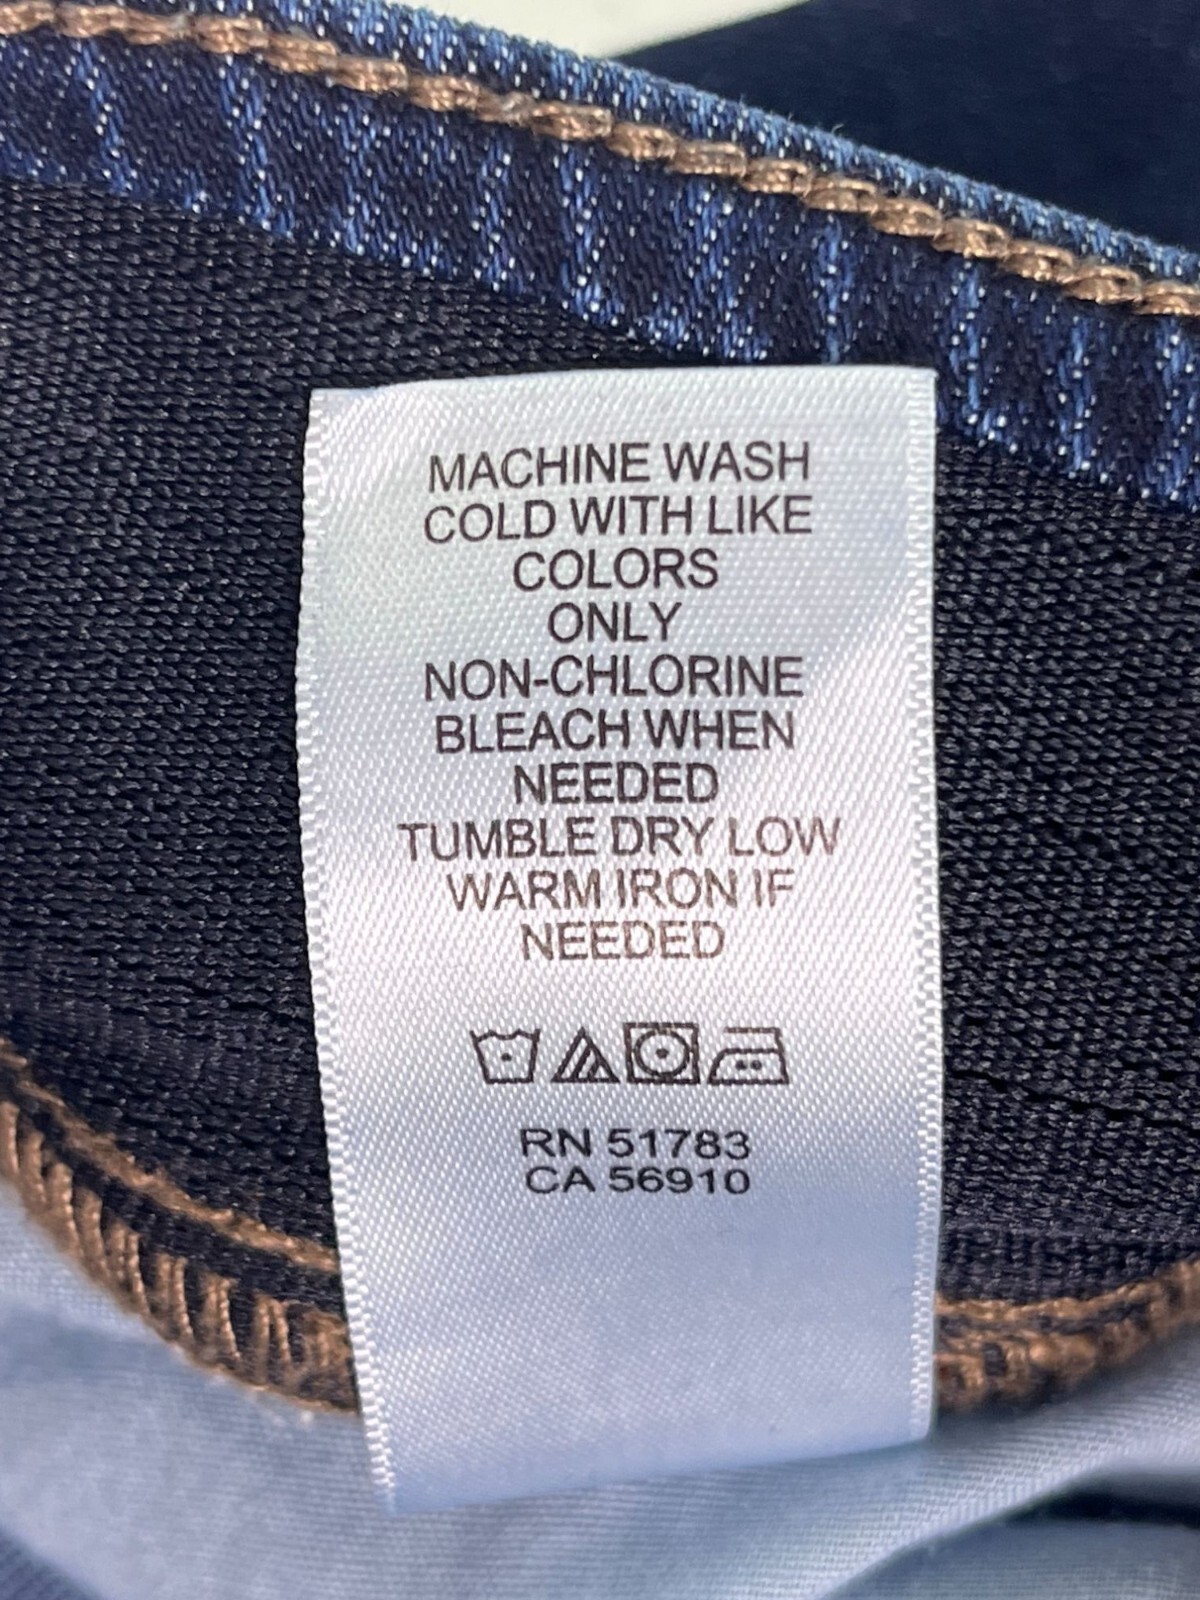 MACHINE WASH
COLD WITH LIKE
COLORS
ONLY
NON-CHLORINE
BLEACH WHEN
NEEDED
TUMBLE DRY LOW
WARM IRON IF
NEEDED
RN 51783
CA 56910